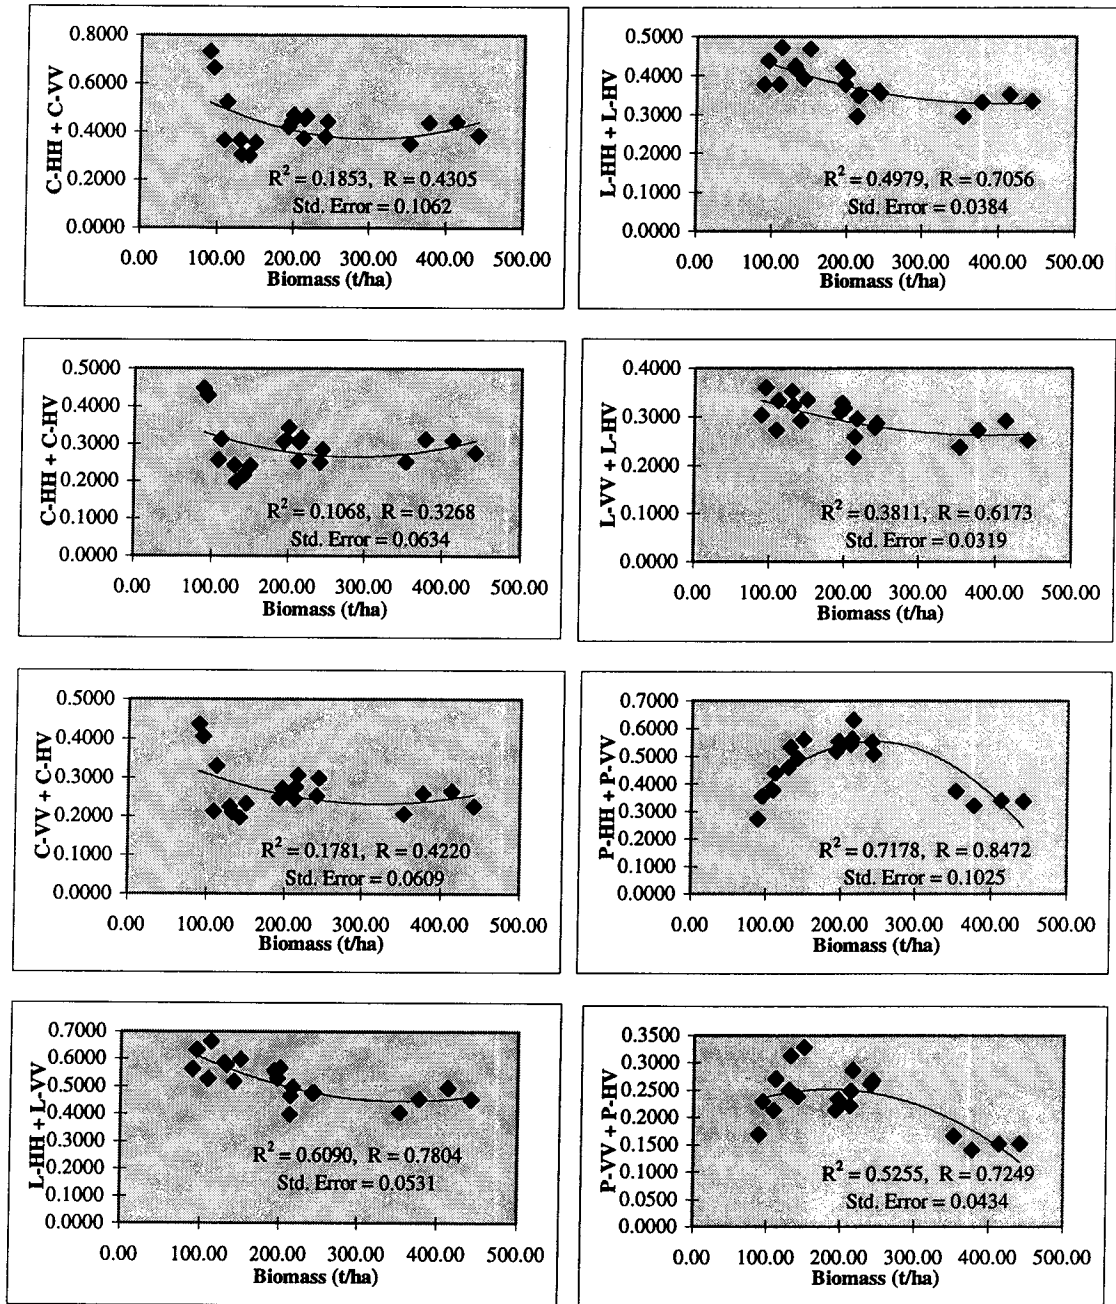 C-HH + C-VV
0.8000
0.6000
0.4000
0.2000
0.0000
R² = 0.1853, R = 0.4305
Std. Error = 0.1062
0.00 100.00 200.00 300.00 400.00 500.00
Biomass (t/ha)
L-HH + L-HV
0.5000
0.4000
0.3000
0.2000
0.1000
0.0000
R² = 0.4979, R = 0.7056
Std. Error = 0.0384
0.00 100.00 200.00 300.00 400.00 500.00
Biomass (t/ha)
C-HH + C-HV
0.5000
0.4000
0.3000
0.2000
0.1000
0.0000
R² = 0.1068, R = 0.3268
Std. Error = 0.0634
0.00 100.00 200.00 300.00 400.00 500.00
Biomass (t/ha)
L-VV + L-HV
0.4000
0.3000
0.2000
0.1000
0.0000
R² = 0.3811, R = 0.6173
Std. Error = 0.0319
0.00 100.00 200.00 300.00 400.00 500.00
Biomass (t/ha)
C-VV + C-HV
0.5000
0.4000
0.3000
0.2000
0.1000
0.0000
R² = 0.1781, R = 0.4220
Std. Error = 0.0609
0.00 100.00 200.00 300.00 400.00 500.00
Biomass (t/ha)
P-HH + P-VV
0.7000
0.6000
0.5000
0.4000
0.3000
0.2000
0.1000
0.0000
R² = 0.7178, R = 0.8472
Std. Error = 0.1025
0.00 100.00 200.00 300.00 400.00 500.00
Biomass (t/ha)
L-HH + L-VV
0.7000
0.6000
0.5000
0.4000
0.3000
0.2000
0.1000
0.0000
R² = 0.6090, R = 0.7804
Std. Error = 0.0531
0.00 100.00 200.00 300.00 400.00 500.00
Biomass (t/ha)
P-VV + P-HV
0.3500
0.3000
0.2500
0.2000
0.1500
0.1000
0.0500
0.0000
R² = 0.5255, R = 0.7249
Std. Error = 0.0434
0.00 100.00 200.00 300.00 400.00 500.00
Biomass (t/ha)